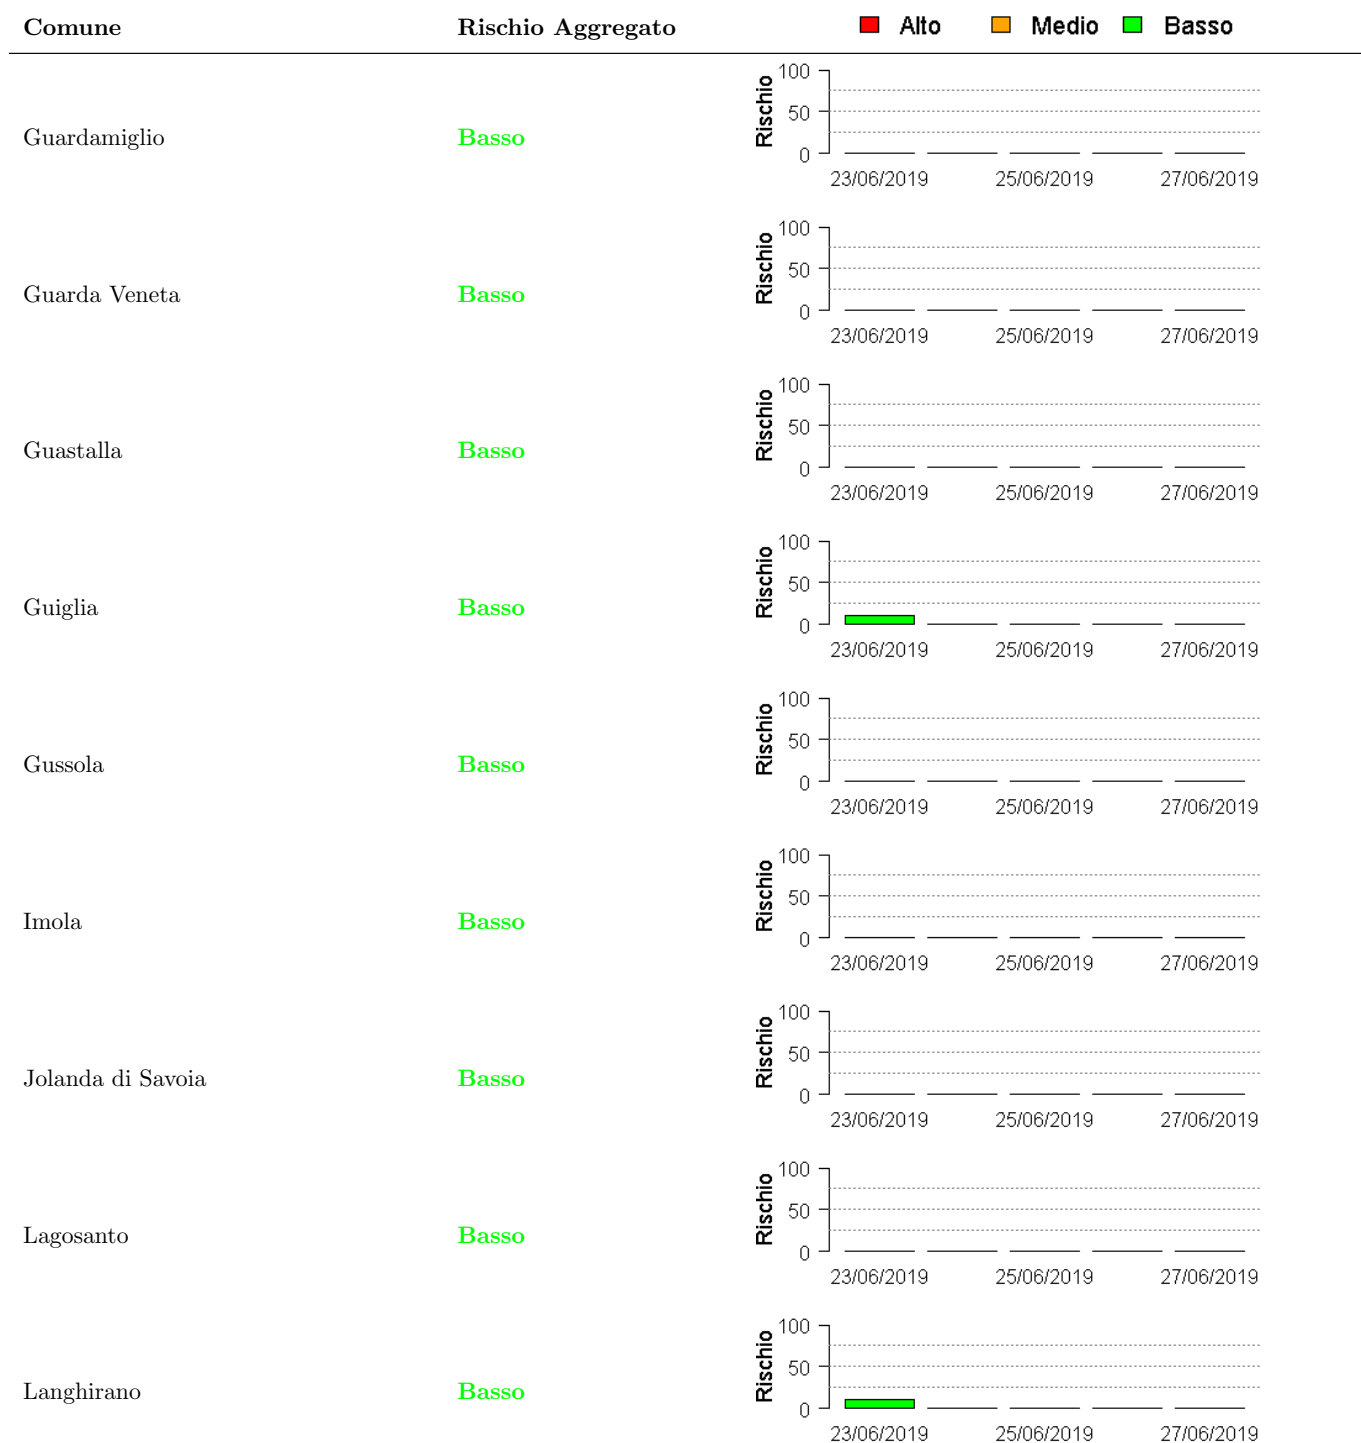 Comune Rischio Aggregato Alto Medio Basso
Guardamiglio Basso Rischio 100 50 0
23/06/2019 25/06/2019 27/06/2019
Guarda Veneta Basso Rischio 100 50 0
23/06/2019 25/06/2019 27/06/2019
Guastalla Basso Rischio 100 50 0
23/06/2019 25/06/2019 27/06/2019
Guiglia Basso Rischio 100 50 0
23/06/2019 25/06/2019 27/06/2019
Gussola Basso Rischio 100 50 0
23/06/2019 25/06/2019 27/06/2019
Imola Basso Rischio 100 50 0
23/06/2019 25/06/2019 27/06/2019
Jolanda di Savoia Basso Rischio 100 50 0
23/06/2019 25/06/2019 27/06/2019
Lagosanto Basso Rischio 100 50 0
23/06/2019 25/06/2019 27/06/2019
Langhirano Basso Rischio 100 50 0
23/06/2019 25/06/2019 27/06/2019